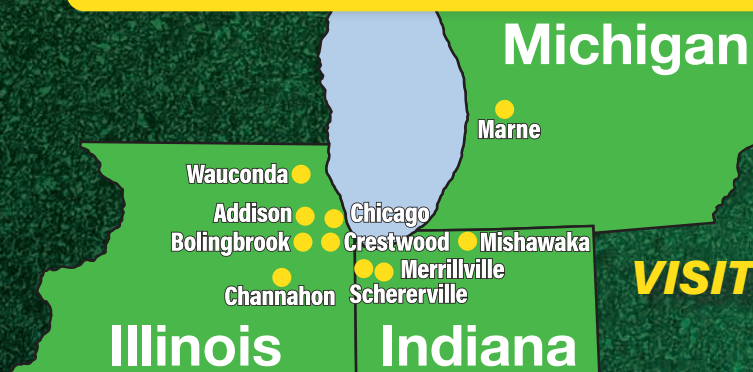 Michigan
Marne
Wauconda
Addison
Chicago
Bolingbrook
Crestwood
Mishawaka
Merrillville
Channahon
Schererville
VISIT
Illinois
Indiana